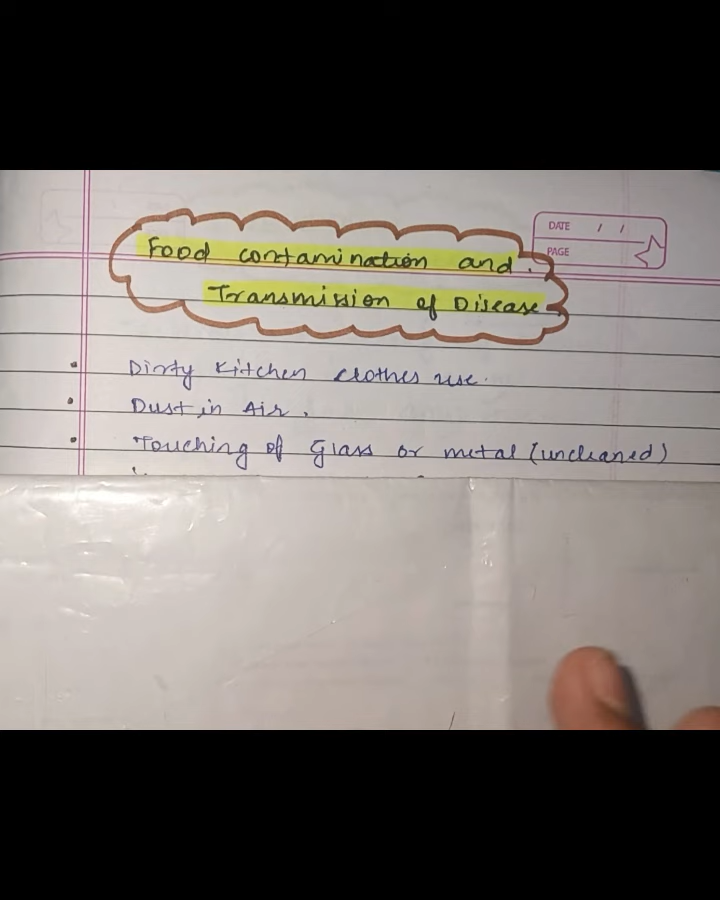 DATE / /
PAGE
Food contamination and
Transmission of Disease
• Dirty Kitchen clothes use.
• Dust in Air.
• Touching of Glass or metal (uncleaned)